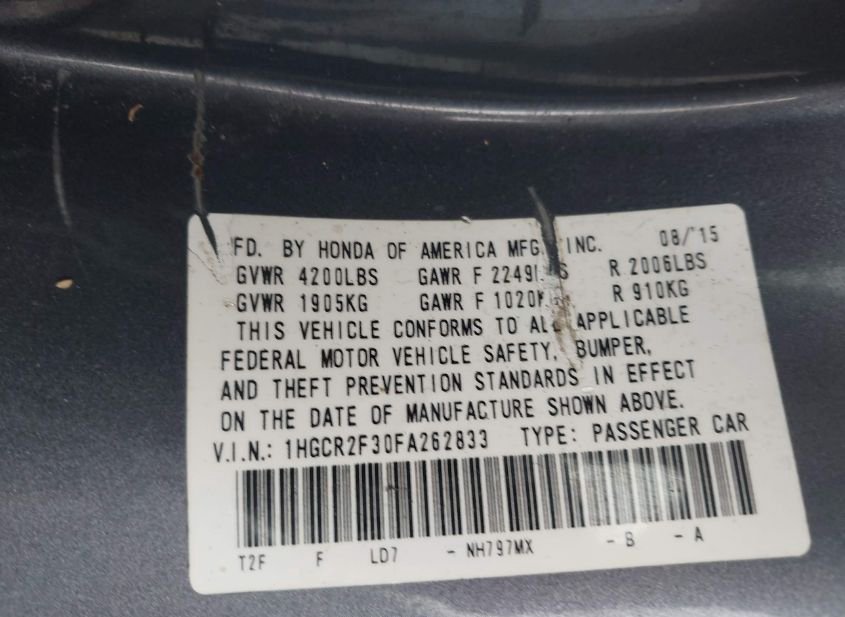 FD. BY HONDA OF AMERICA MFG. INC. 08/15
GVWR 4200LBS GAWR F 2249LBS R 2006LBS
GVWR 1905KG GAWR F 1020KG R 910KG
THIS VEHICLE CONFORMS TO ALL APPLICABLE
FEDERAL MOTOR VEHICLE SAFETY, BUMPER,
AND THEFT PREVENTION STANDARDS IN EFFECT
ON THE DATE OF MANUFACTURE SHOWN ABOVE.
V.I.N.: 1HGCR2F30FA262833 TYPE: PASSENGER CAR
T2F F LD7 - NH797MX - B - A